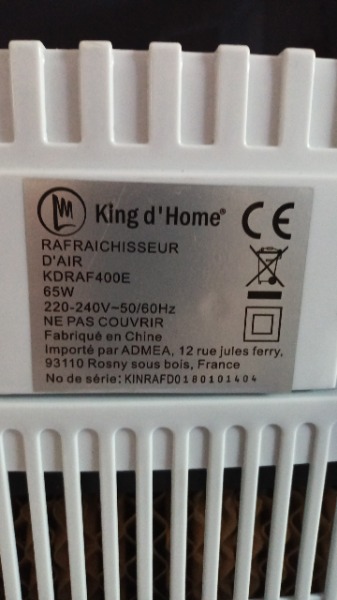 King d'Home®
CE
RAFRAICHISSEUR
D'AIR
KDRAF400E
65W
220-240V~50/60Hz
NE PAS COUVRIR
Fabriqué en Chine
Importé par ADMEA, 12 rue jules ferry,
93110 Rosny sous bois, France
No de série: KINRAFD0180101404